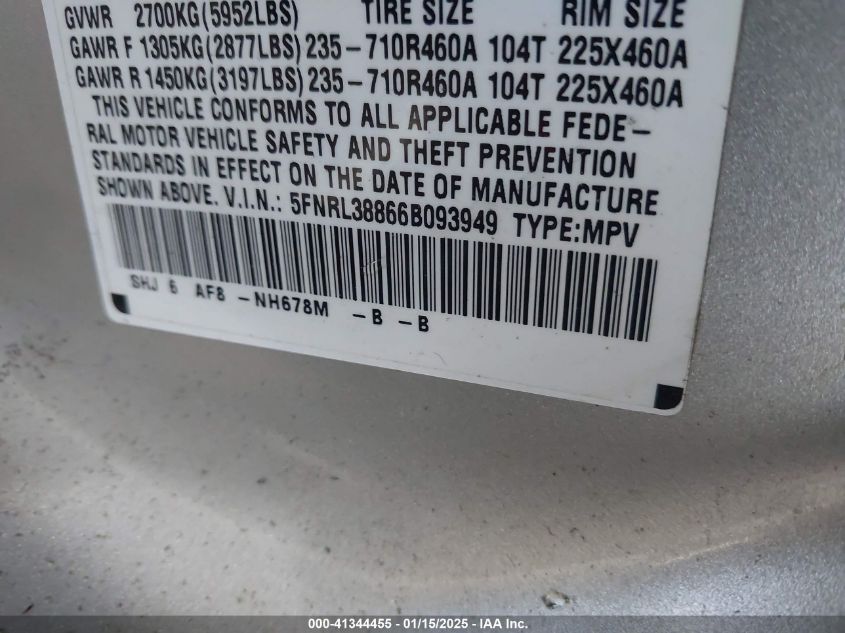 GVWR 2700KG(5952LBS) TIRE SIZE RIM SIZE
GAWR F 1305KG(2877LBS) 235-710R460A 104T 225X460A
GAWR R 1450KG(3197LBS) 235-710R460A 104T 225X460A
THIS VEHICLE CONFORMS TO ALL APPLICABLE FEDE-
RAL MOTOR VEHICLE SAFETY AND THEFT PREVENTION
STANDARDS IN EFFECT ON THE DATE OF MANUFACTURE
SHOWN ABOVE. V.I.N.: 5FNRL38866B093949 TYPE:MPV
SHJ 6 AF8 -NH678M -B -B
000-41344455 - 01/15/2025 - IAA Inc.